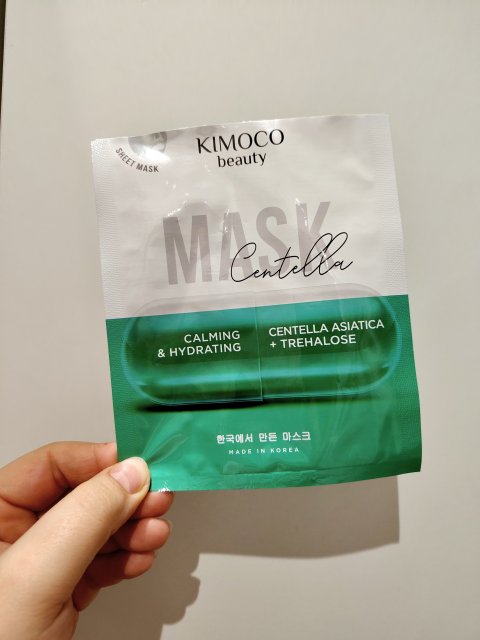 SHEET MASK
KIMOCO
beauty
MASK
Centella
CALMING
& HYDRATING
CENTELLA ASIATICA
+ TREHALOSE
한국에서 만든 마스크
MADE IN KOREA